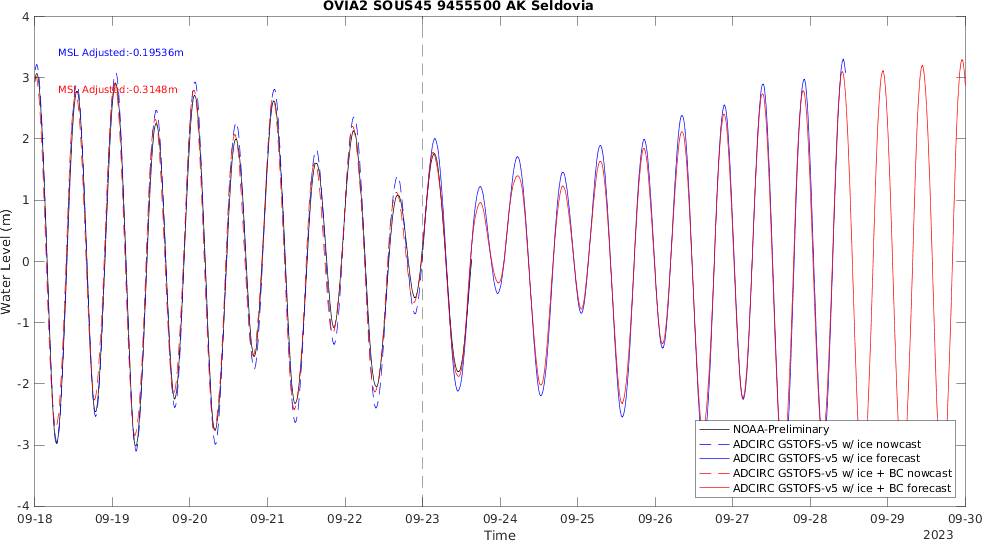 OVIA2 SOUS45 9455500 AK Seldovia
4
3
2
1
0
-1
-2
-3
-4
Water Level (m)
MSL Adjusted:-0.19536m
MSL Adjusted:-0.3148m
NOAA-Preliminary
ADCIRC GSTOFS-v5 w/ ice nowcast
ADCIRC GSTOFS-v5 w/ ice forecast
ADCIRC GSTOFS-v5 w/ ice + BC nowcast
ADCIRC GSTOFS-v5 w/ ice + BC forecast
09-18 09-19 09-20 09-21 09-22 09-23 09-24 09-25 09-26 09-27 09-28 09-29 09-30
Time
2023